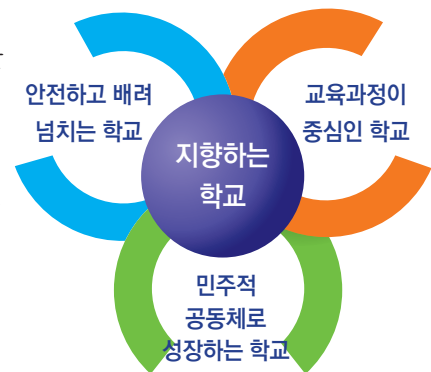 안전하고 배려
넘치는 학교
교육과정이
중심인 학교
지향하는
학교
민주적
공동체로
성장하는 학교